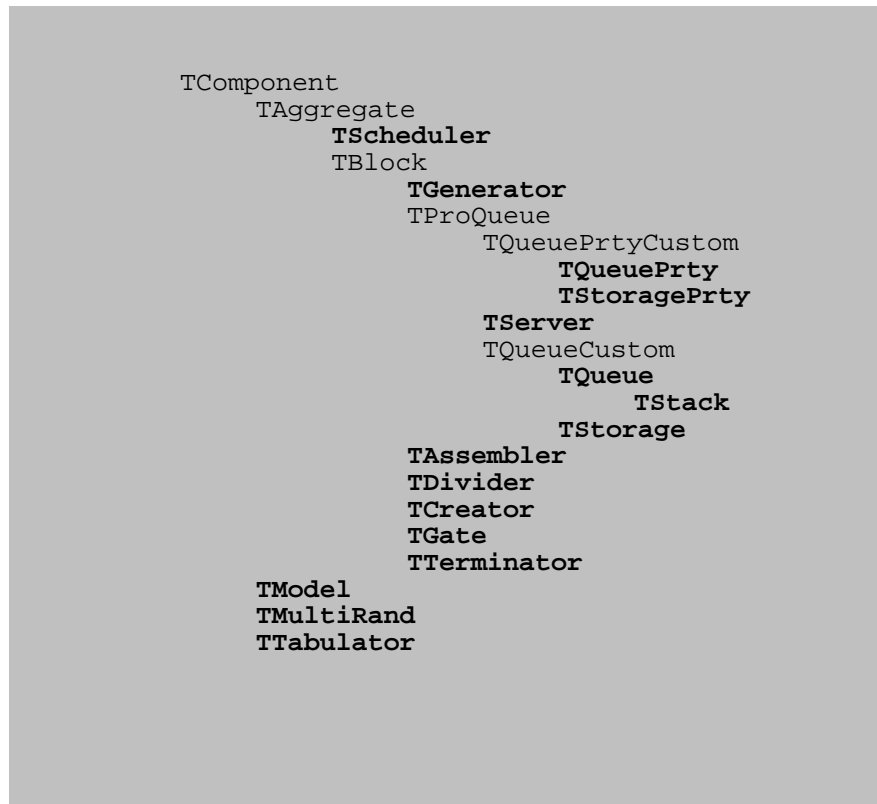 TComponent
TAggregate
TScheduler
TBlock
TGenerator
TProQueue
TQueuePrtyCustom
TQueuePrty
TStoragePrty
TServer
TQueueCustom
TQueue
TStack
TStorage
TAssembler
TDivider
TCreator
TGate
TTerminator
TModel
TMultiRand
TTabulator